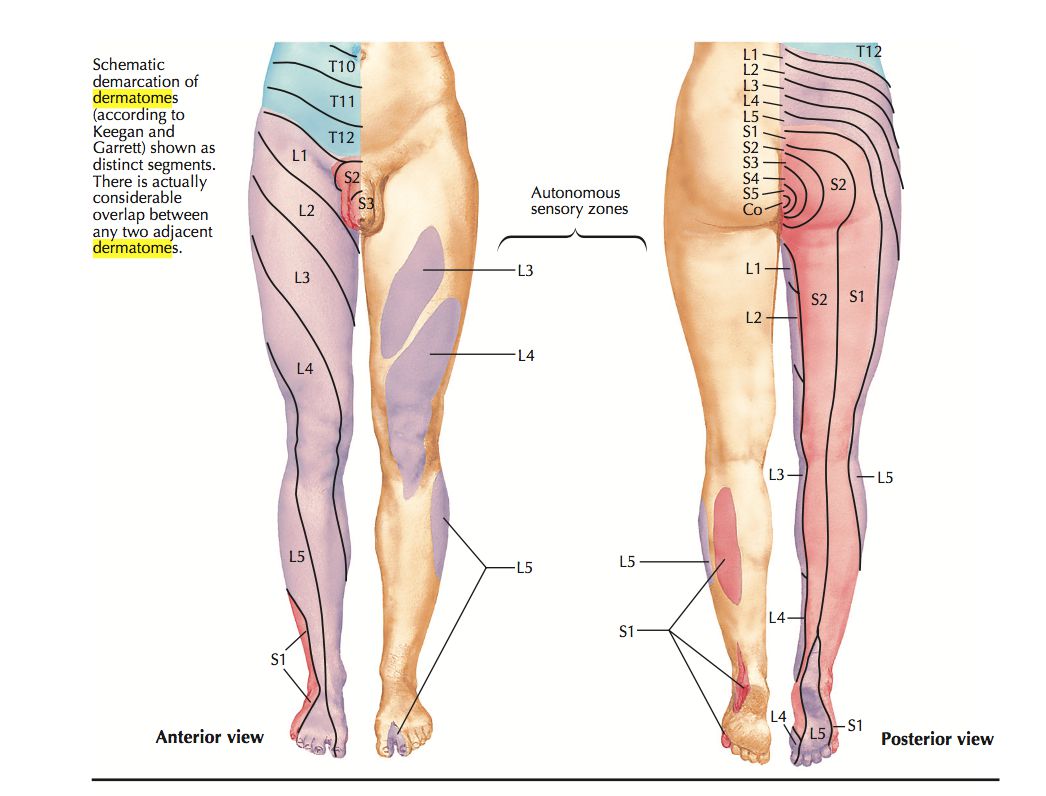 Schematic
demarcation of
dermatomes
(according to
Keegan and
Garrett) shown as
distinct segments.
There is actually
considerable
overlap between
any two adjacent
dermatomes.
T10
T11
T12
L1
S2
L2
S3
L3
L4
L5
S1
Anterior view
Autonomous
sensory zones
L3
L4
L5
L5
S1
T12
L1
L2
L3
L4
L5
S1
S2
S3
S4
S5
Co
S2
L1
S2
S1
L2
L3
L5
L4
L4
L5
S1
Posterior view